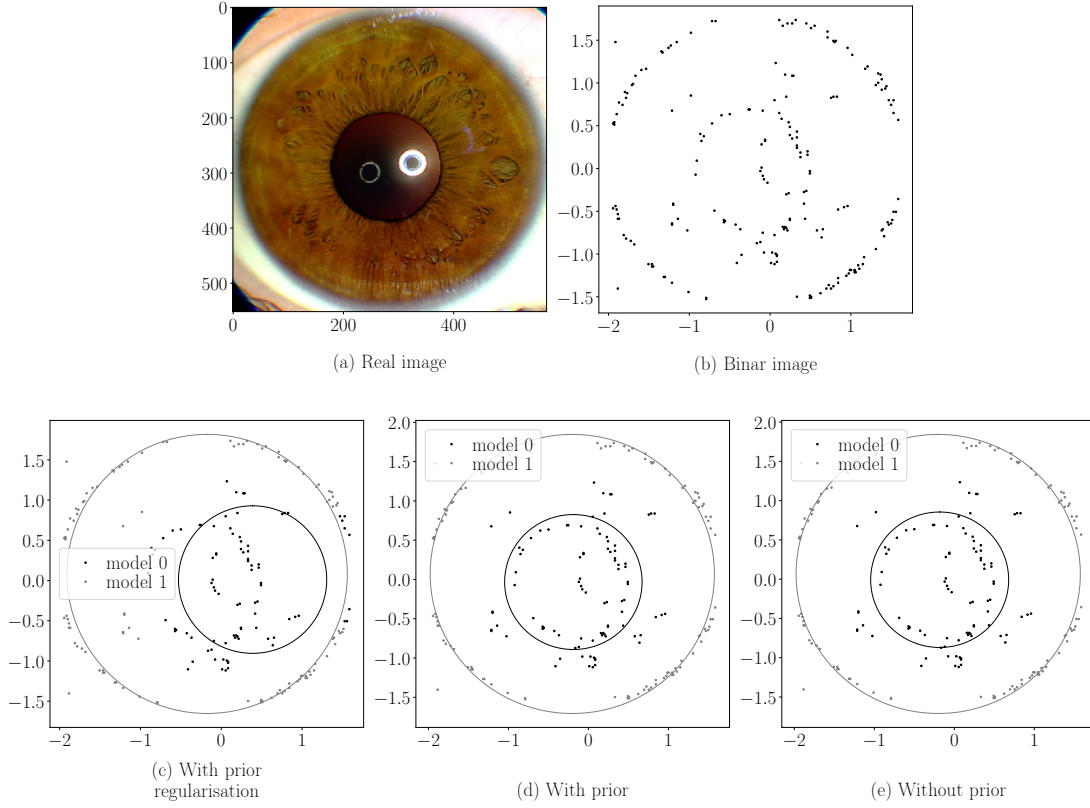 0
100
200
300
400
500
0 200 400
(a) Real image
1.5
1.0
0.5
0.0
−0.5
−1.0
−1.5
−2 −1 0 1
(b) Binar image
model 0
model 1
1.5
1.0
0.5
0.0
−0.5
−1.0
−1.5
−2 −1 0 1
(c) With prior
regularisation
model 0
model 1
2.0
1.5
1.0
0.5
0.0
−0.5
−1.0
−1.5
−2 −1 0 1
(d) With prior
model 0
model 1
2.0
1.5
1.0
0.5
0.0
−0.5
−1.0
−1.5
−2 −1 0 1
(e) Without prior